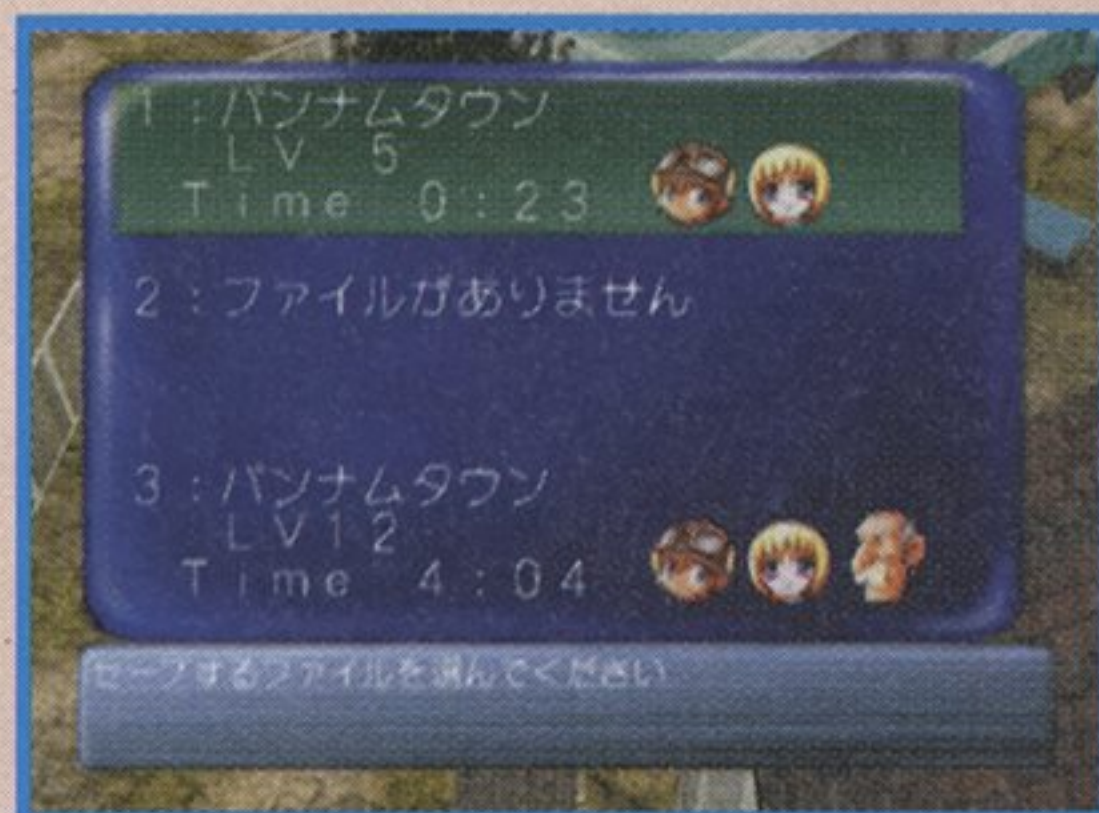 1：バンナムタウン
LV 5
Time 0:23
2：ファイルがありません
3：バンナムタウン
LV12
Time 4:04
セーブするファイルを選んでください